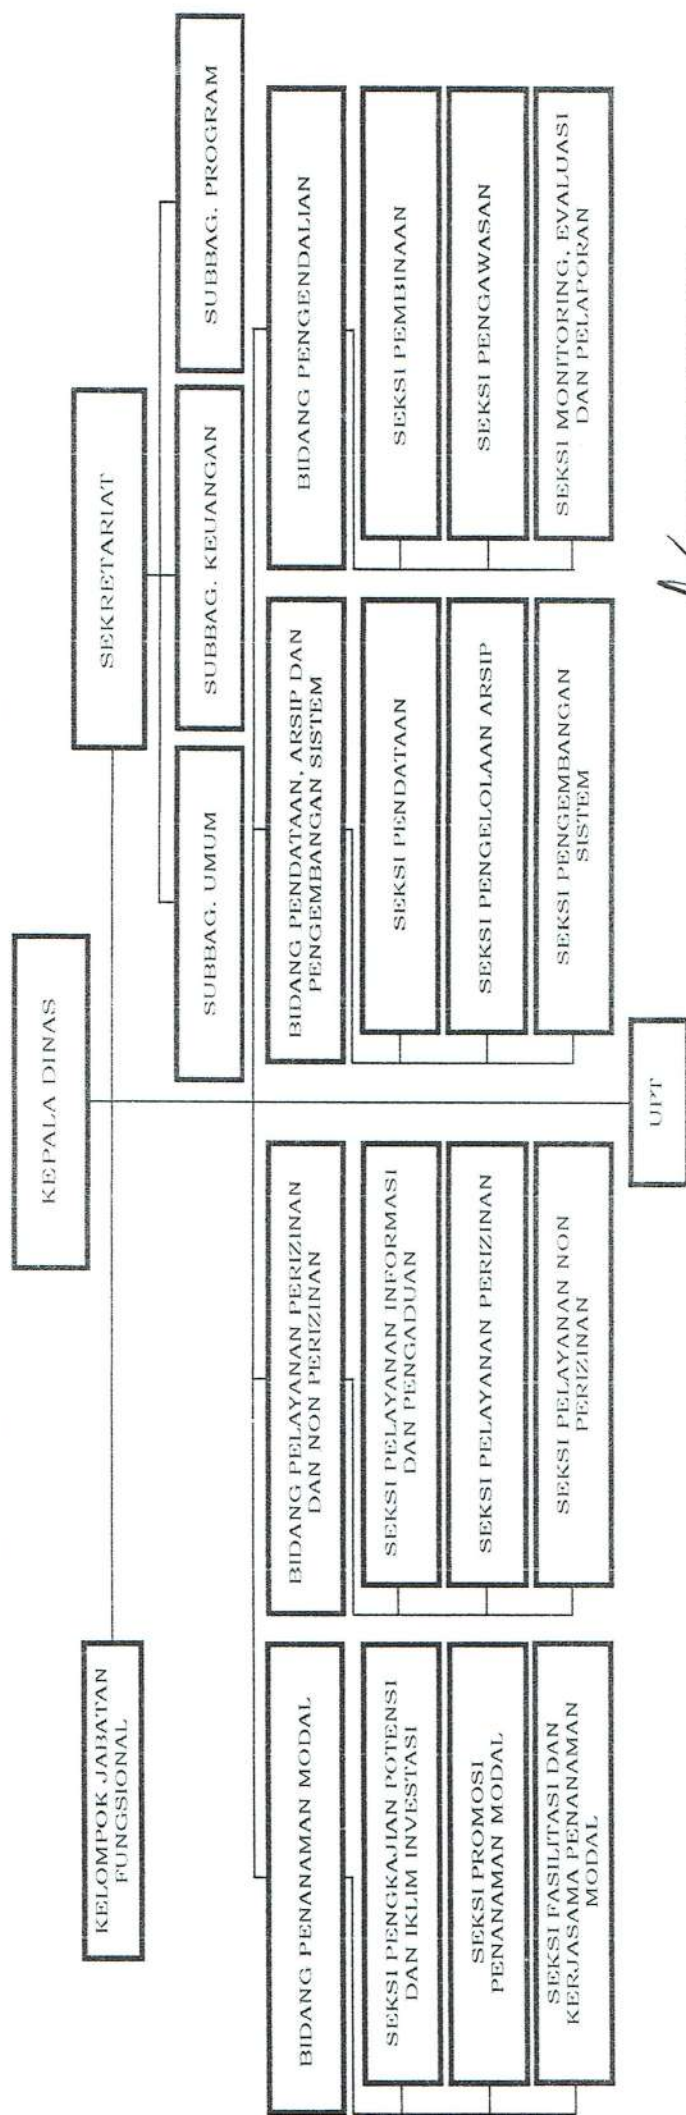 KEPALA DINAS
KELOMPOK JABATAN
FUNGSIONAL
SEKRETARIAT
SUBBAG. UMUM
SUBBAG. KEUANGAN
SUBBAG. PROGRAM
BIDANG PENANAMAN MODAL
SEKSI PENGKAJIAN POTENSI
DAN IKLIM INVESTASI
SEKSI PROMOSI
PENANAMAN MODAL
SEKSI FASILITASI DAN
KERJASAMA PENANAMAN
MODAL
BIDANG PELAYANAN PERIZINAN
DAN NON PERIZINAN
SEKSI PELAYANAN INFORMASI
DAN PENGADUAN
SEKSI PELAYANAN PERIZINAN
SEKSI PELAYANAN NON
PERIZINAN
BIDANG PENDATAAN, ARSIP DAN
PENGEMBANGAN SISTEM
SEKSI PENDATAAN
SEKSI PENGELOLAAN ARSIP
SEKSI PENGEMBANGAN
SISTEM
BIDANG PENGENDALIAN
SEKSI PEMBINAAN
SEKSI PENGAWASAN
SEKSI MONITORING, EVALUASI
DAN PELAPORAN
UPT